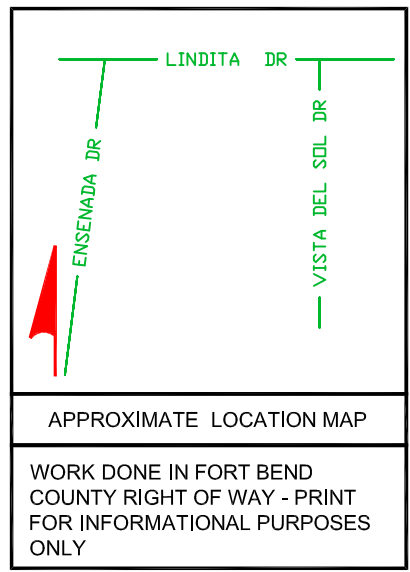 LINDITA DR
ENSENADA DR
VISTA DEL SOL DR
APPROXIMATE LOCATION MAP
WORK DONE IN FORT BEND
COUNTY RIGHT OF WAY - PRINT
FOR INFORMATIONAL PURPOSES
ONLY